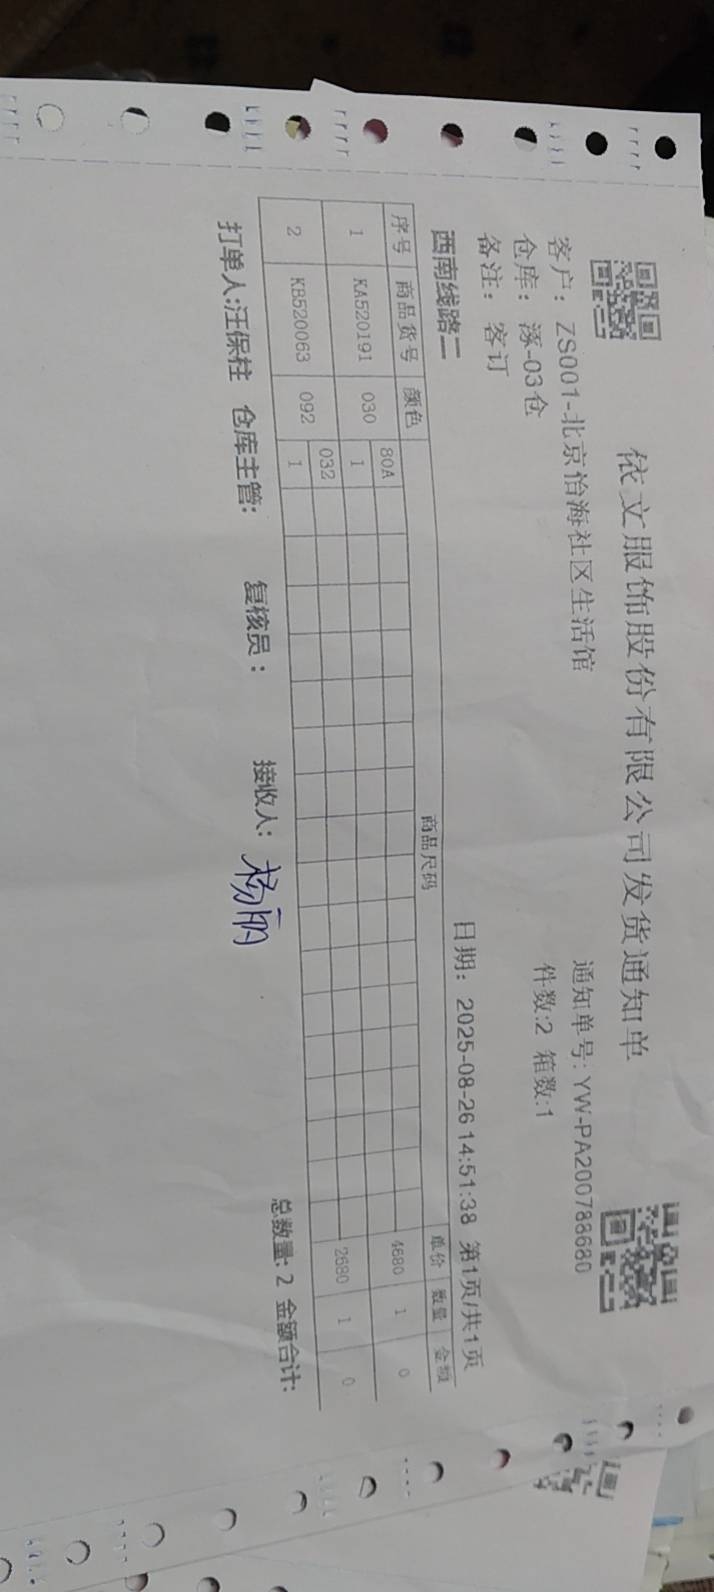 依文服饰股份有限公司发货通知单
客户：ZS001-北京怡海社区生活馆 通知单号:YW-PA200788680
仓库：涿-03仓 件数:2 箱数:1
备注：客订
西南线路二 日期：2025-08-26 14:51:38 第1页/共1页
序号 商品货号 颜色 商品尺码 单价 数量 金额
80A
1 KA520191 030 1 4680 1 0
032
2 KB520063 092 1 2680 1 0
总数量:2 金额合计:
打单人:汪保柱 仓库主管: 复核员： 接收人: 杨丽